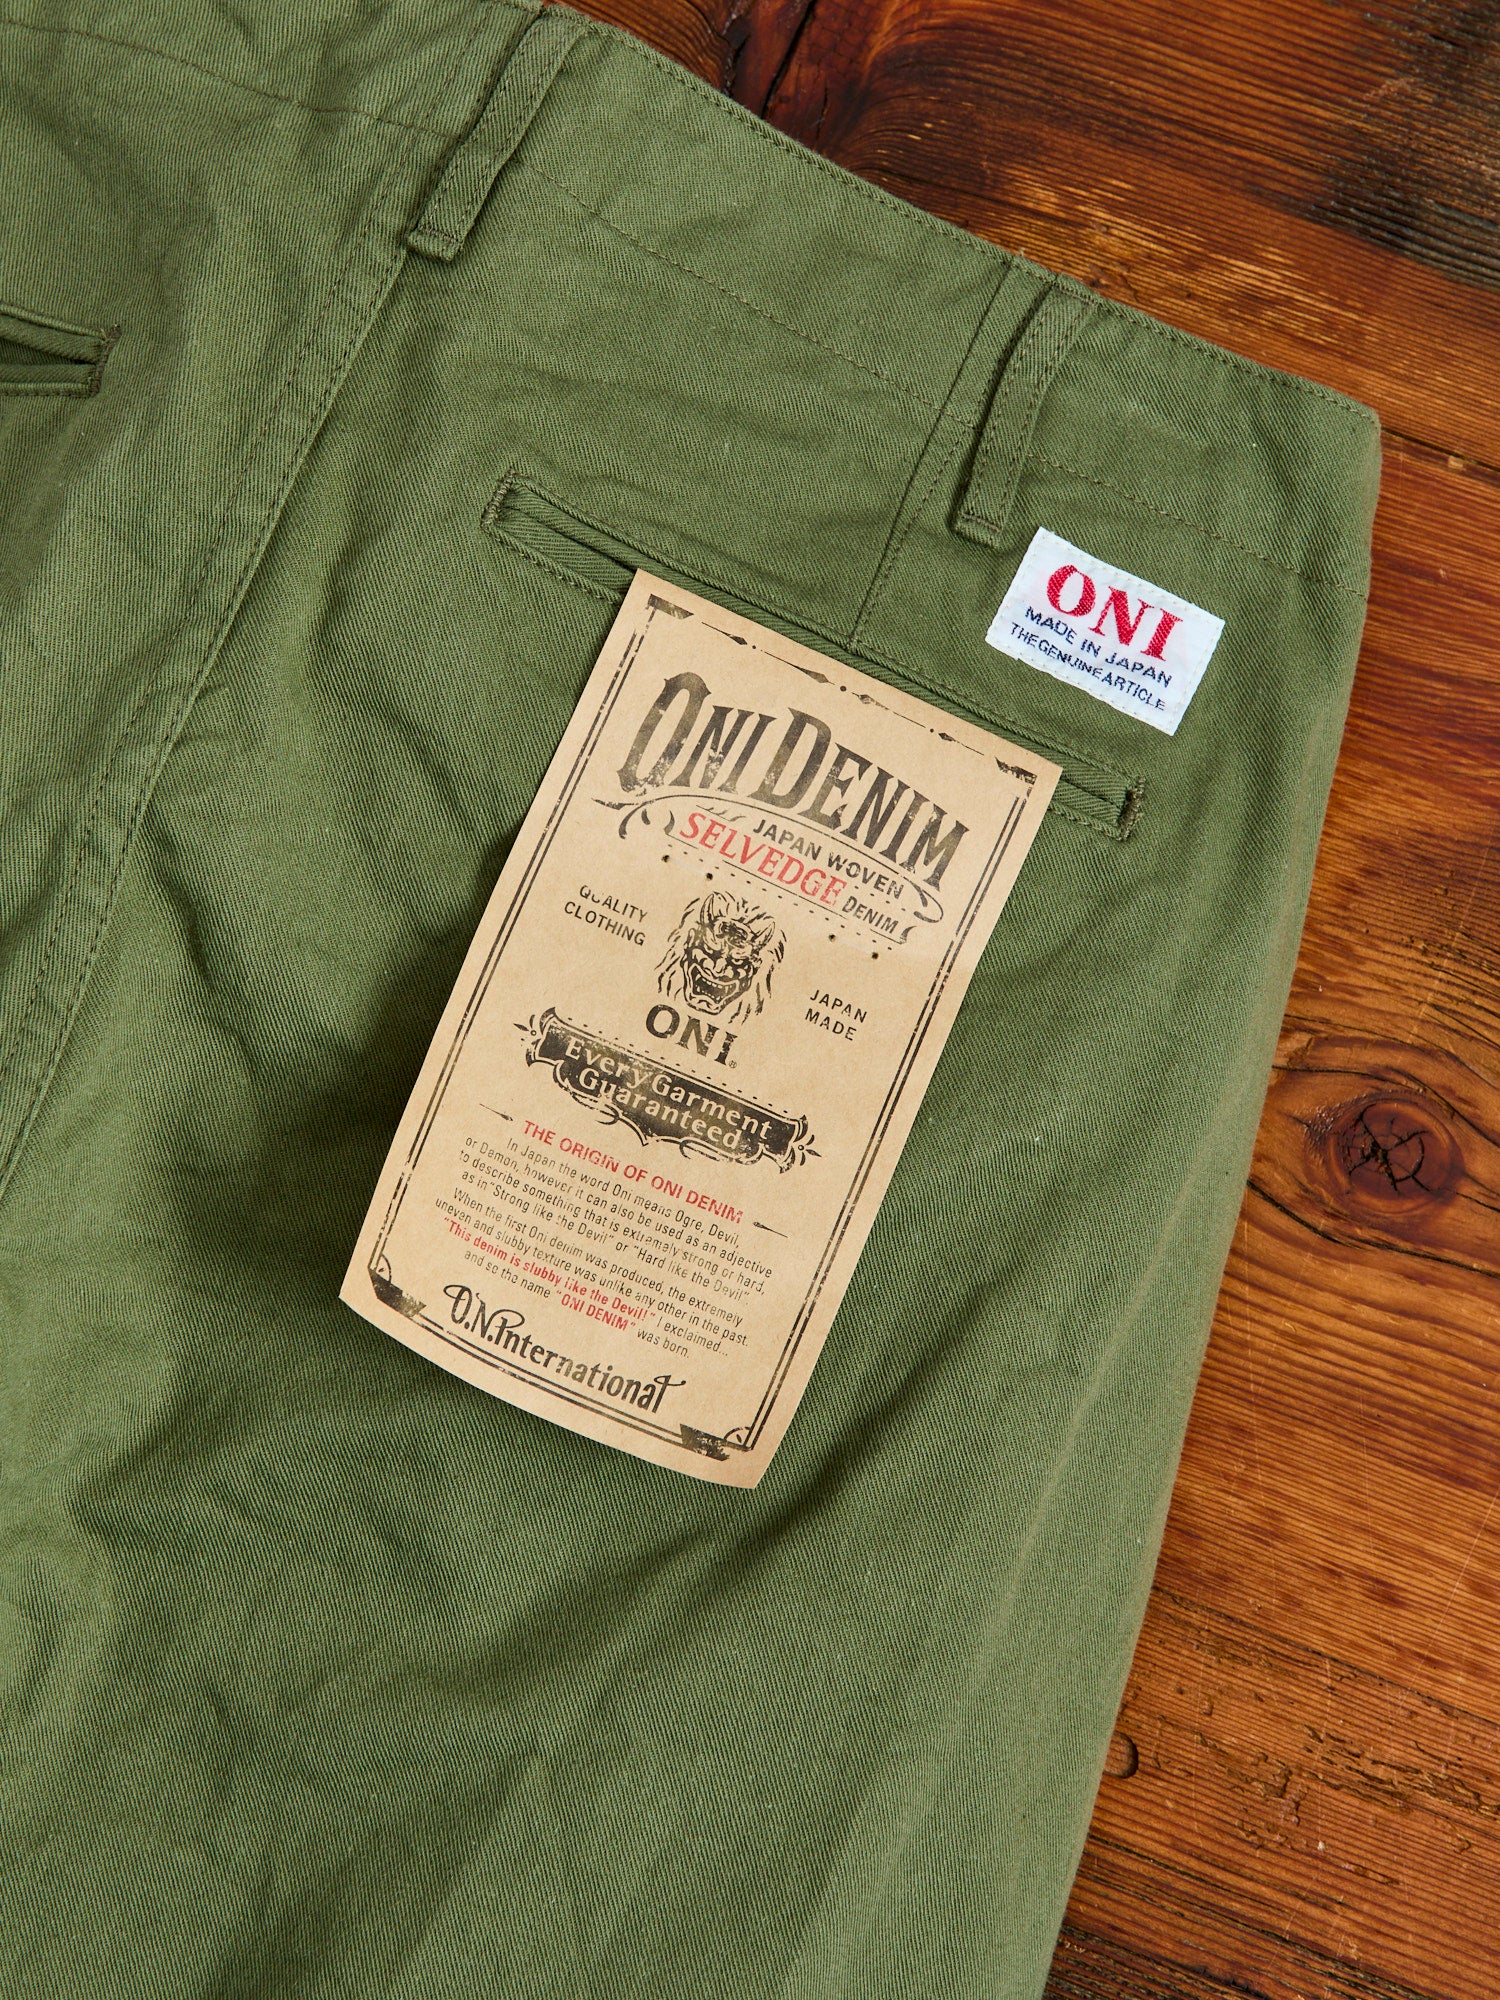 ONI
MADE IN JAPAN
THE GENUINE ARTICLE
ONI DENIM
JAPAN WOVEN
SELVEDGE DENIM
QUALITY
CLOTHING
JAPAN
MADE
ONI®
Every Garment
Guaranteed
THE ORIGIN OF ONI DENIM
In Japan the word Oni means Ogre, Devil,
or Demon, however it can also be used as an adjective
to describe something that is extremely strong or hard,
as in "Strong like the Devil" or "Hard like the Devil".
When the first Oni denim was produced, the extremely
uneven and slubby texture was unlike any other in the past.
"This denim is slubby like the Devil!" I exclaimed...
and so the name "ONI DENIM" was born.
O.N.International